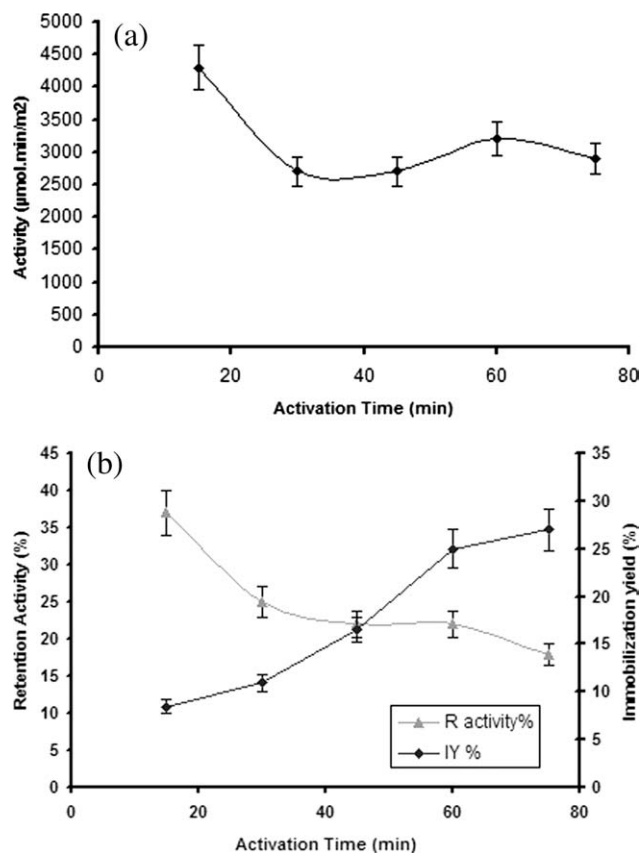 (a)
Activity (µmol.min/m2)
5000
4500
4000
3500
3000
2500
2000
1500
1000
500
0
0 20 40 60 80
Activation Time (min)
(b)
Retention Activity (%)
45
40
35
30
25
20
15
10
5
0
35
30
25
20
15
10
5
0
Immobilization yield (%)
R activity%
IY %
0 20 40 60 80
Activation Time (min)